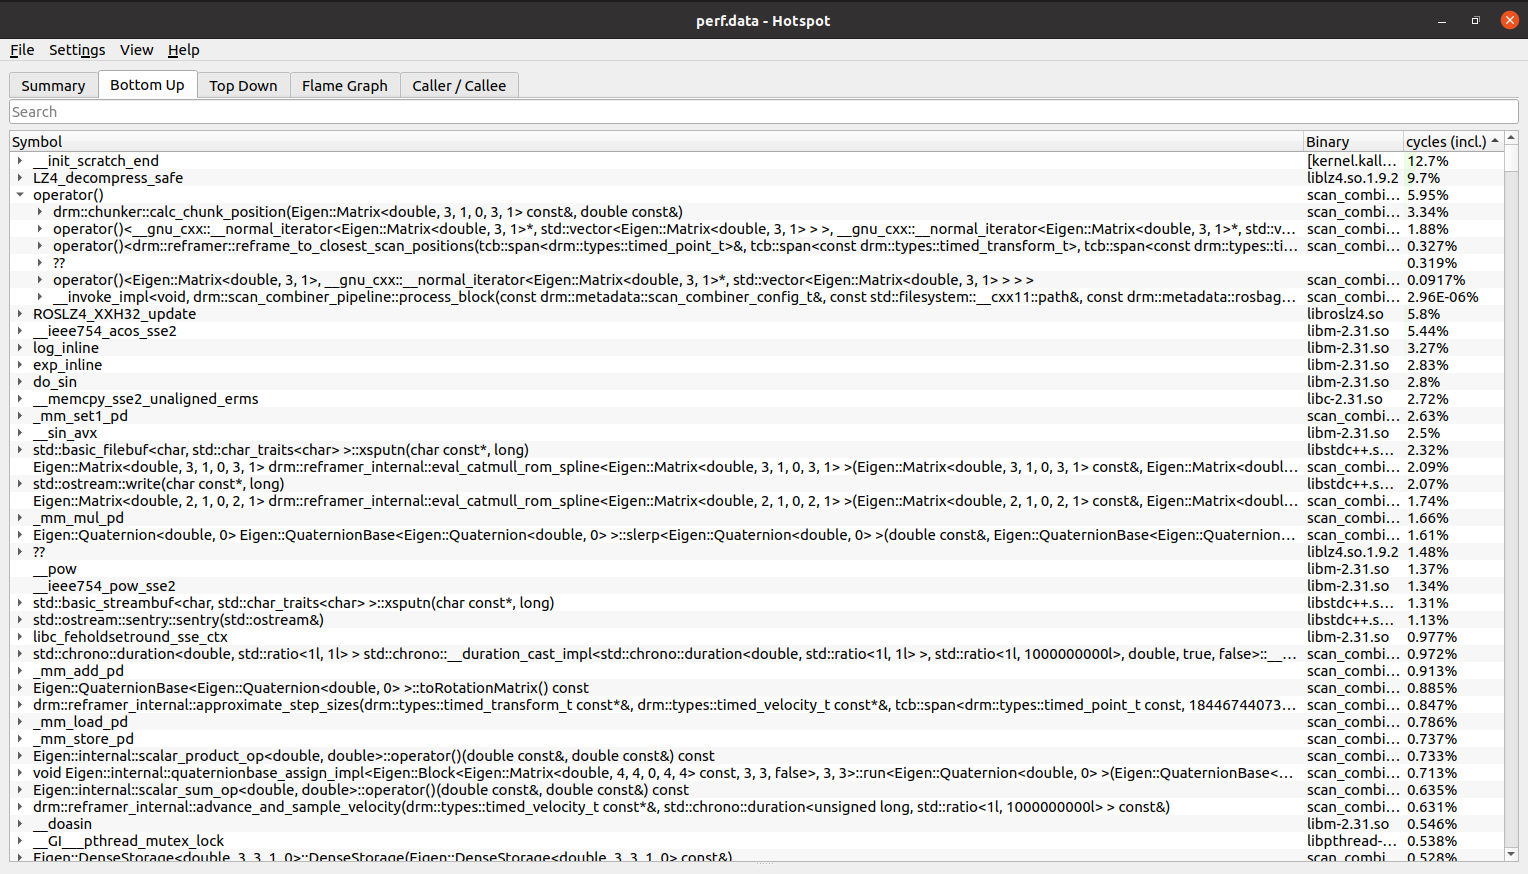 perf.data - Hotspot
File Settings View Help
Summary Bottom Up Top Down Flame Graph Caller / Callee
Search
Symbol Binary cycles (incl.)
__init_scratch_end [kernel.kall... 12.7%
LZ4_decompress_safe liblz4.so.1.9.2 9.7%
operator() scan_combi... 5.95%
drm::chunker::calc_chunk_position(Eigen::Matrix<double, 3, 1, 0, 3, 1> const&, double const&) scan_combi... 3.34%
operator()<__gnu_cxx::__normal_iterator<Eigen::Matrix<double, 3, 1>*, std::vector<Eigen::Matrix<double, 3, 1> > >, __gnu_cxx::__normal_iterator<Eigen::Matrix<double, 3, 1>*, std::v... scan_combi... 1.88%
operator()<drm::reframer::reframe_to_closest_scan_positions(tcb::span<drm::types::timed_point_t>&, tcb::span<const drm::types::timed_transform_t>, tcb::span<const drm::types::ti... scan_combi... 0.327%
?? 0.319%
operator()<Eigen::Matrix<double, 3, 1>, __gnu_cxx::__normal_iterator<Eigen::Matrix<double, 3, 1>*, std::vector<Eigen::Matrix<double, 3, 1> > > > scan_combi... 0.0917%
__invoke_impl<void, drm::scan_combiner_pipeline::process_block(const drm::metadata::scan_combiner_config_t&, const std::filesystem::__cxx11::path&, const drm::metadata::rosbag... scan_combi... 2.96E-06%
ROSLZ4_XXH32_update libroslz4.so 5.8%
__ieee754_acos_sse2 libm-2.31.so 5.44%
log_inline libm-2.31.so 3.27%
exp_inline libm-2.31.so 2.83%
do_sin libm-2.31.so 2.8%
__memcpy_sse2_unaligned_erms libc-2.31.so 2.72%
_mm_set1_pd scan_combi... 2.63%
__sin_avx libm-2.31.so 2.5%
std::basic_filebuf<char, std::char_traits<char> >::xsputn(char const*, long) libstdc++.s... 2.32%
Eigen::Matrix<double, 3, 1, 0, 3, 1> drm::reframer_internal::eval_catmull_rom_spline<Eigen::Matrix<double, 3, 1, 0, 3, 1> >(Eigen::Matrix<double, 3, 1, 0, 3, 1> const&, Eigen::Matrix<doubl... scan_combi... 2.09%
std::ostream::write(char const*, long) libstdc++.s... 2.07%
Eigen::Matrix<double, 2, 1, 0, 2, 1> drm::reframer_internal::eval_catmull_rom_spline<Eigen::Matrix<double, 2, 1, 0, 2, 1> >(Eigen::Matrix<double, 2, 1, 0, 2, 1> const&, Eigen::Matrix<doubl... scan_combi... 1.74%
_mm_mul_pd scan_combi... 1.66%
Eigen::Quaternion<double, 0> Eigen::QuaternionBase<Eigen::Quaternion<double, 0> >::slerp<Eigen::Quaternion<double, 0> >(double const&, Eigen::QuaternionBase<Eigen::Quaternion... scan_combi... 1.61%
?? liblz4.so.1.9.2 1.48%
__pow libm-2.31.so 1.37%
__ieee754_pow_sse2 libm-2.31.so 1.34%
std::basic_streambuf<char, std::char_traits<char> >::xsputn(char const*, long) libstdc++.s... 1.31%
std::ostream::sentry::sentry(std::ostream&) libstdc++.s... 1.13%
libc_feholdsetround_sse_ctx libm-2.31.so 0.977%
std::chrono::duration<double, std::ratio<1l, 1l> > std::chrono::__duration_cast_impl<std::chrono::duration<double, std::ratio<1l, 1l> >, std::ratio<1l, 1000000000l>, double, true, false>::__... scan_combi... 0.972%
_mm_add_pd scan_combi... 0.913%
Eigen::QuaternionBase<Eigen::Quaternion<double, 0> >::toRotationMatrix() const scan_combi... 0.885%
drm::reframer_internal::approximate_step_sizes(drm::types::timed_transform_t const*&, drm::types::timed_velocity_t const*&, tcb::span<drm::types::timed_point_t const, 18446744073... scan_combi... 0.847%
_mm_load_pd scan_combi... 0.786%
_mm_store_pd scan_combi... 0.737%
Eigen::internal::scalar_product_op<double, double>::operator()(double const&, double const&) const scan_combi... 0.733%
void Eigen::internal::quaternionbase_assign_impl<Eigen::Block<Eigen::Matrix<double, 4, 4, 0, 4, 4> const, 3, 3, false>, 3, 3>::run<Eigen::Quaternion<double, 0> >(Eigen::QuaternionBase<... scan_combi... 0.713%
Eigen::internal::scalar_sum_op<double, double>::operator()(double const&, double const&) const scan_combi... 0.635%
drm::reframer_internal::advance_and_sample_velocity(drm::types::timed_velocity_t const*&, std::chrono::duration<unsigned long, std::ratio<1l, 1000000000l> > const&) scan_combi... 0.631%
__doasin libm-2.31.so 0.546%
__GI___pthread_mutex_lock libpthread-... 0.538%
Eigen::DenseStorage<double, 3, 3, 1, 0>::DenseStorage(Eigen::DenseStorage<double, 3, 3, 1, 0> const&) scan_combi... 0.528%